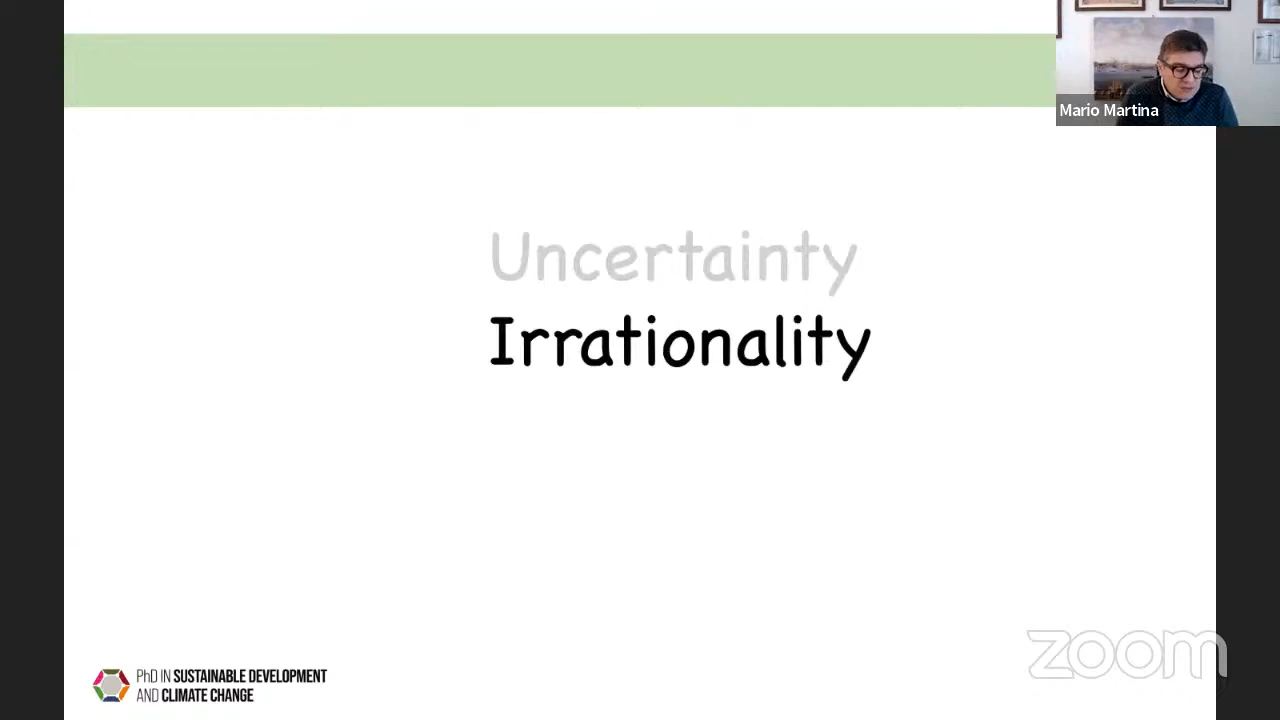 Mario Martina
Uncertainty
Irrationality
PhD IN SUSTAINABLE DEVELOPMENT
AND CLIMATE CHANGE
zoom